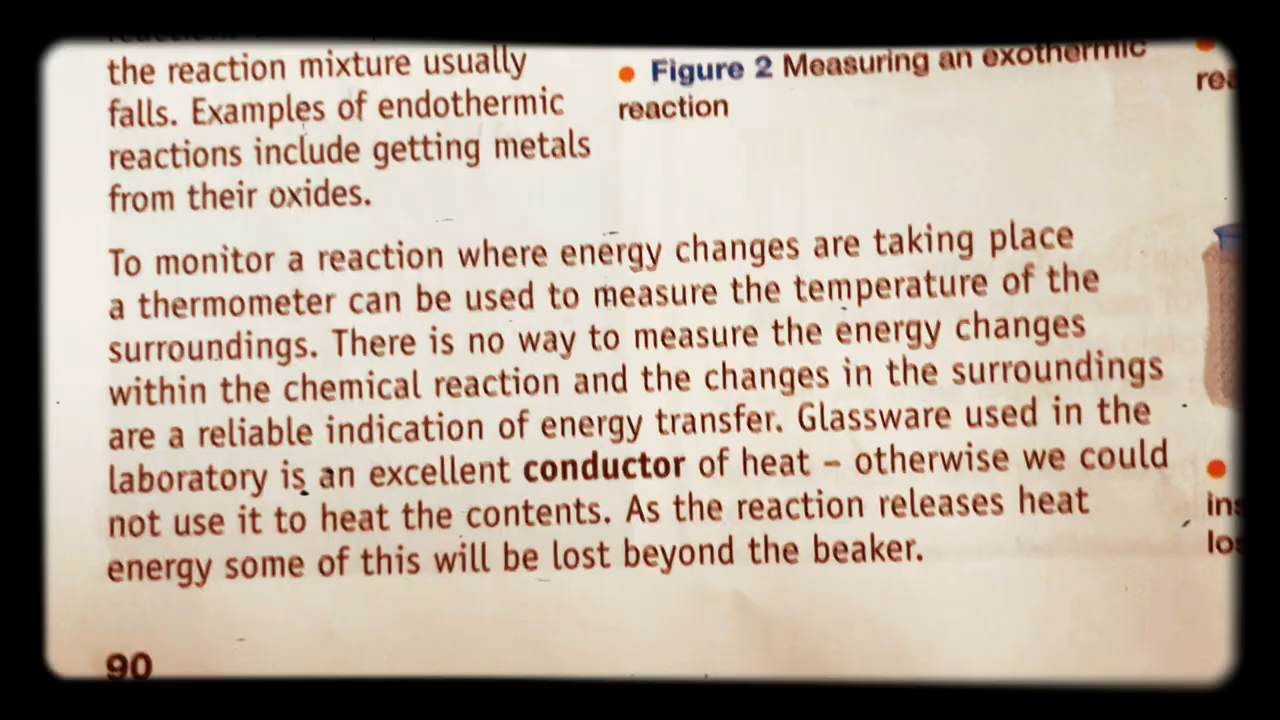 the reaction mixture usually
falls. Examples of endothermic
reactions include getting metals
from their oxides.
Figure 2 Measuring an exothermic
reaction
To monitor a reaction where energy changes are taking place
a thermometer can be used to measure the temperature of the
surroundings. There is no way to measure the energy changes
within the chemical reaction and the changes in the surroundings
are a reliable indication of energy transfer. Glassware used in the
laboratory is an excellent conductor of heat – otherwise we could
not use it to heat the contents. As the reaction releases heat
energy some of this will be lost beyond the beaker.
90